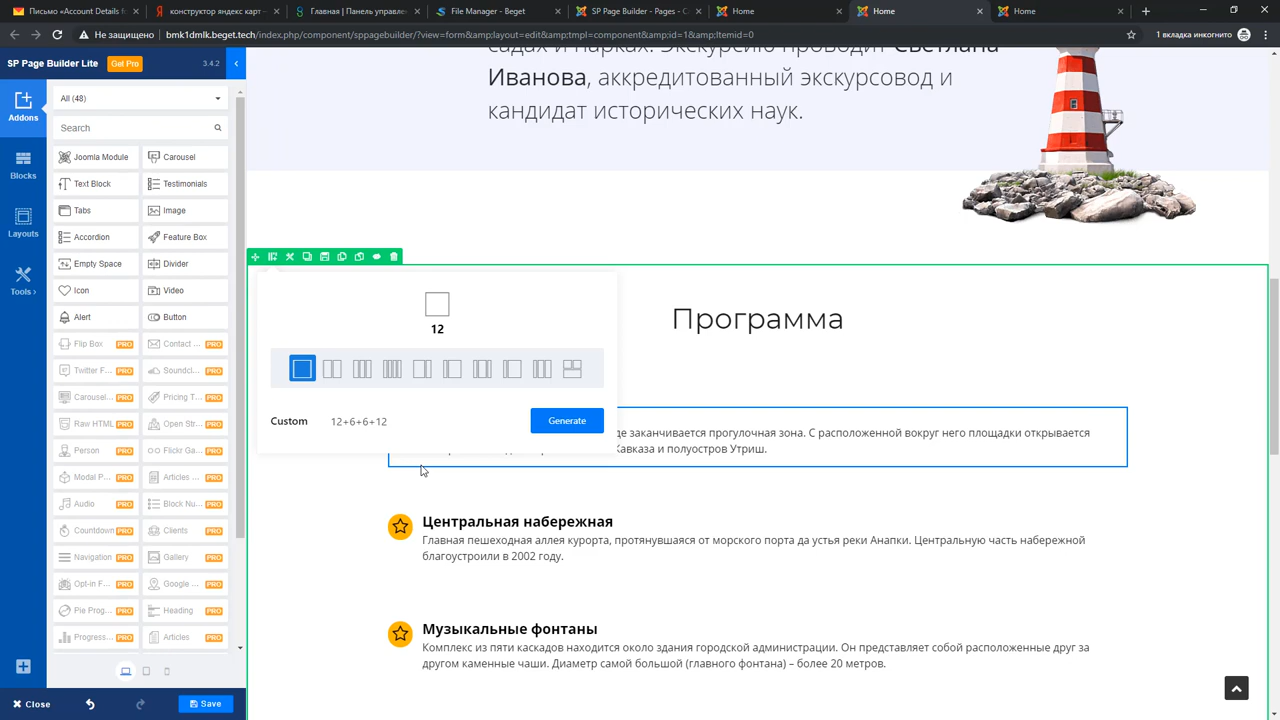 Письмо «Account Details fo
конструктор яндекс карт -
Главная | Панель управле
File Manager - Beget
SP Page Builder - Pages - С
Home
Home
Home
Не защищено
bmk1dmlk.beget.tech/index.php/component/sppagebuilder/?view=form&amp;layout=edit&amp;tmpl=component&amp;id=1&amp;Itemid=0
1 вкладка инкогнито
SP Page Builder Lite
Get Pro
3.4.2
Addons
Blocks
Layouts
Tools
All (48)
Search
Joomla Module
Carousel
Text Block
Testimonials
Tabs
Image
Accordion
Feature Box
Empty Space
Divider
Icon
Video
Alert
Button
Flip Box PRO
Contact ... PRO
Twitter F... PRO
Soundcl... PRO
Carousel... PRO
Pricing T... PRO
Raw HTML PRO
Open Str... PRO
Person PRO
Flickr Ga... PRO
Modal P... PRO
Articles ... PRO
Audio PRO
Block Nu... PRO
Countdown PRO
Clients PRO
Navigation PRO
Gallery PRO
Opt-in F... PRO
Google ... PRO
Pie Prog... PRO
Heading PRO
Progress... PRO
Articles PRO
Close
Save
садах и парках. Экскурсию проводит Светлана
Иванова, аккредитованный экскурсовод и
кандидат исторических наук.
12
Custom
12+6+6+12
Generate
Программа
де заканчивается прогулочная зона. С расположенной вокруг него площадки открывается
Кавказа и полуостров Утриш.
Центральная набережная
Главная пешеходная аллея курорта, протянувшаяся от морского порта да устья реки Анапки. Центральную часть набережной
благоустроили в 2002 году.
Музыкальные фонтаны
Комплекс из пяти каскадов находится около здания городской администрации. Он представляет собой расположенные друг за
другом каменные чаши. Диаметр самой большой (главного фонтана) – более 20 метров.